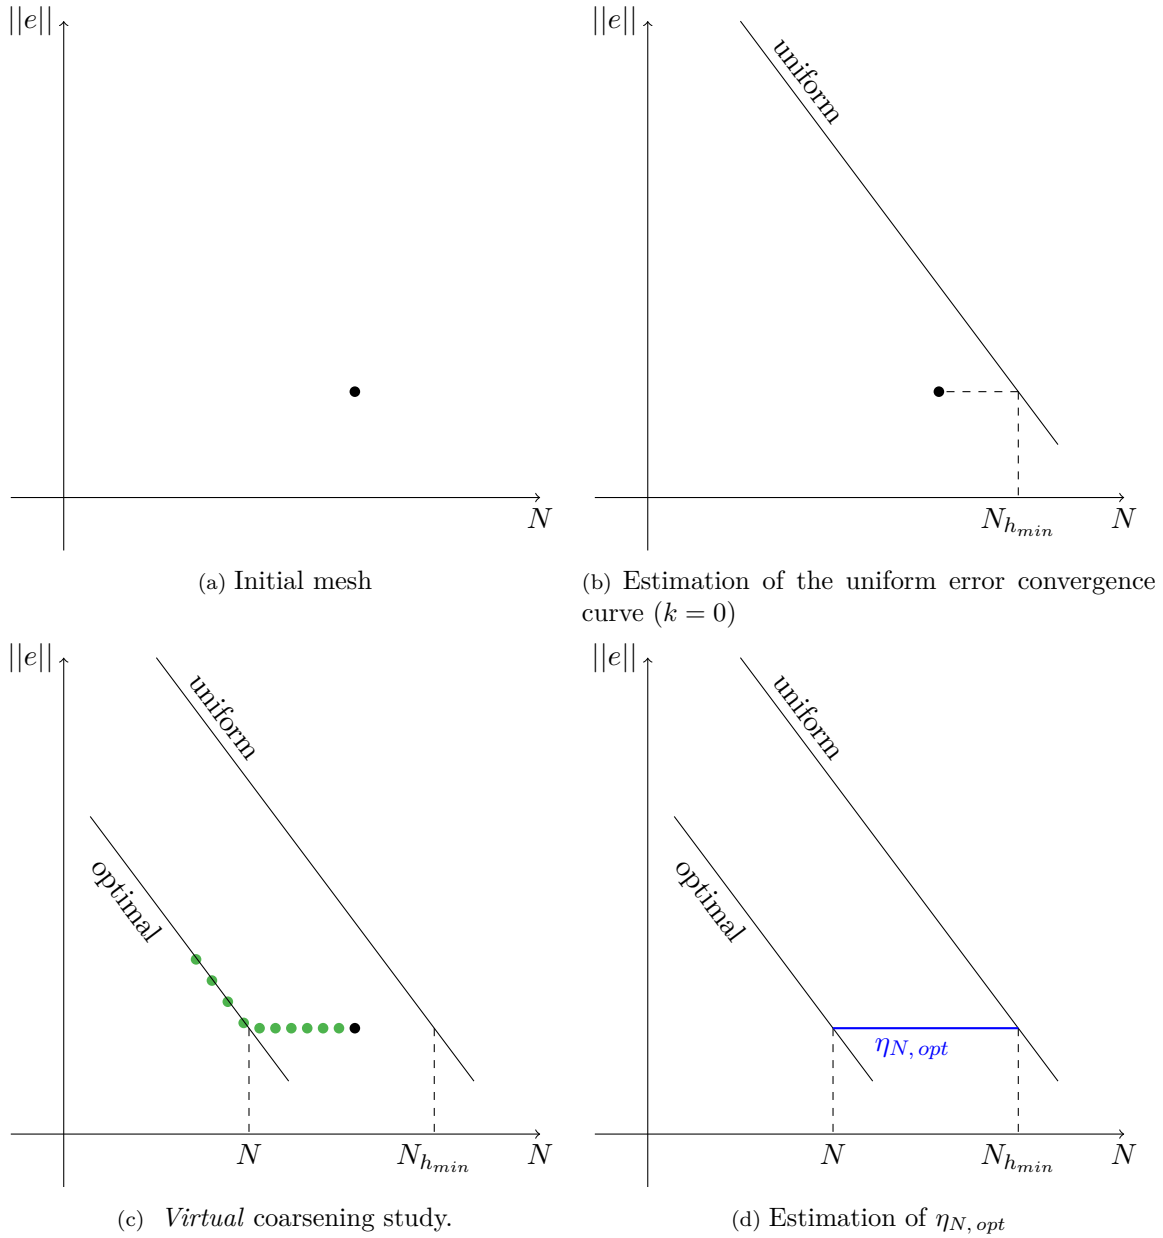 ||e||
N
(a) Initial mesh
||e||
uniform
N_{h_{min}}
N
(b) Estimation of the uniform error convergence
curve (k = 0)
||e||
uniform
optimal
N
N_{h_{min}}
N
(c) Virtual coarsening study.
||e||
uniform
optimal
η_{N, opt}
N
N_{h_{min}}
N
(d) Estimation of η_{N, opt}